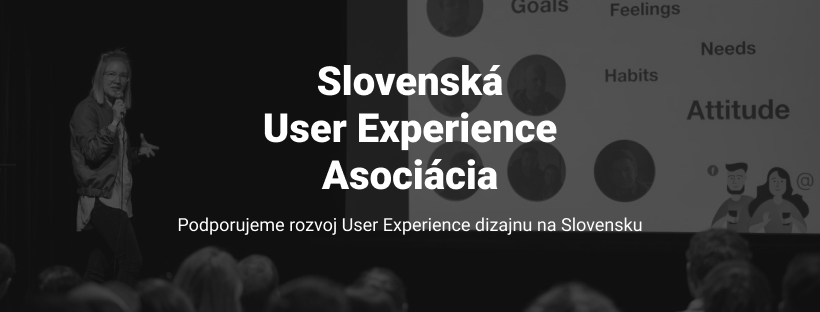 Goals
Feelings
Needs
Habits
Attitude
Slovenská
User Experience
Asociácia
Podporujeme rozvoj User Experience dizajnu na Slovensku
@